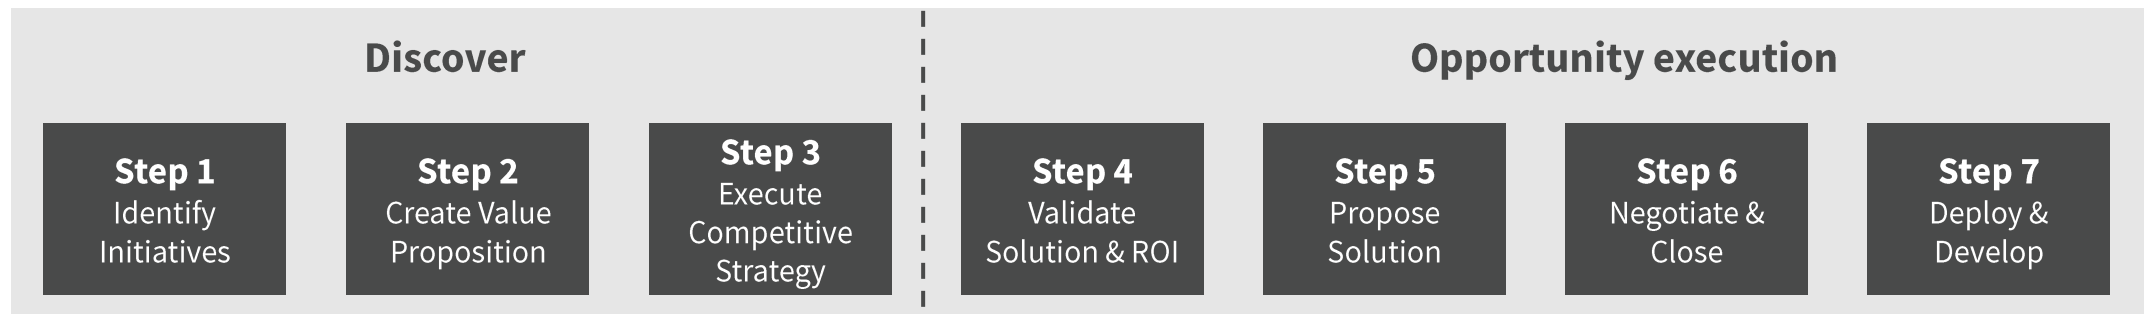 Discover
Opportunity execution
Step 1
Identify
Initiatives
Step 2
Create Value
Proposition
Step 3
Execute
Competitive
Strategy
Step 4
Validate
Solution & ROI
Step 5
Propose
Solution
Step 6
Negotiate &
Close
Step 7
Deploy &
Develop